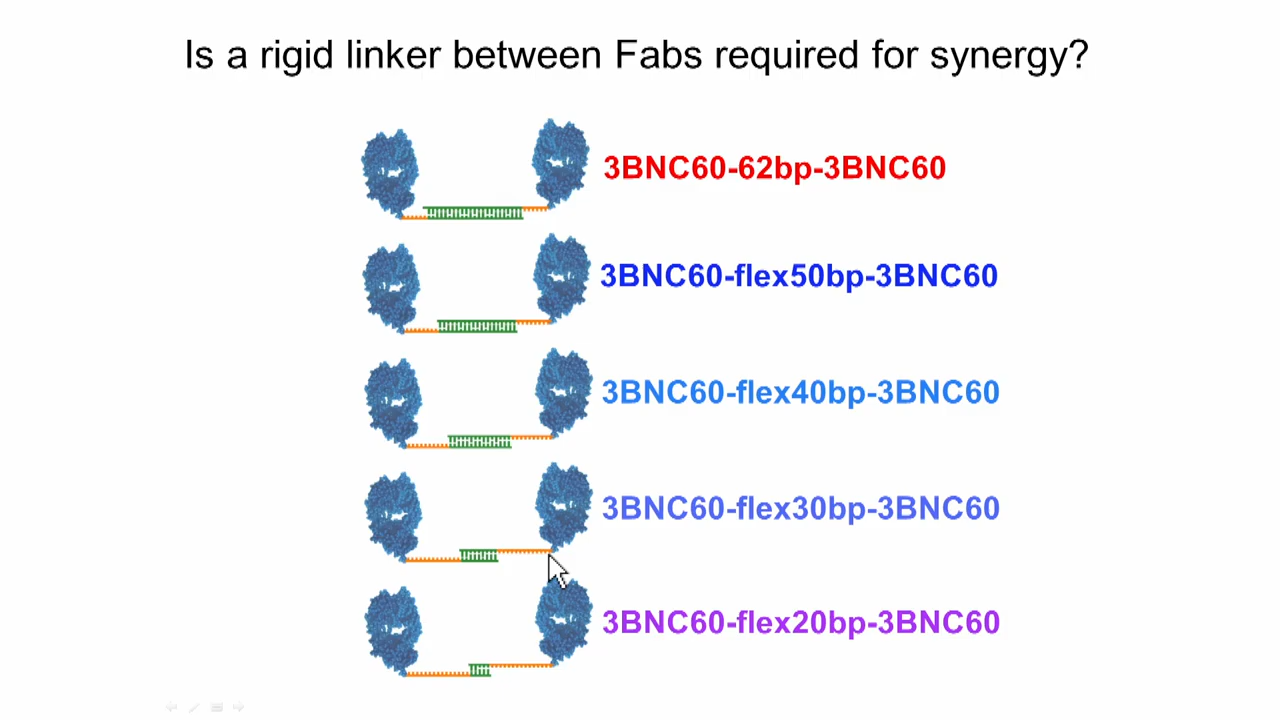 Is a rigid linker between Fabs required for synergy?
3BNC60-62bp-3BNC60
3BNC60-flex50bp-3BNC60
3BNC60-flex40bp-3BNC60
3BNC60-flex30bp-3BNC60
3BNC60-flex20bp-3BNC60